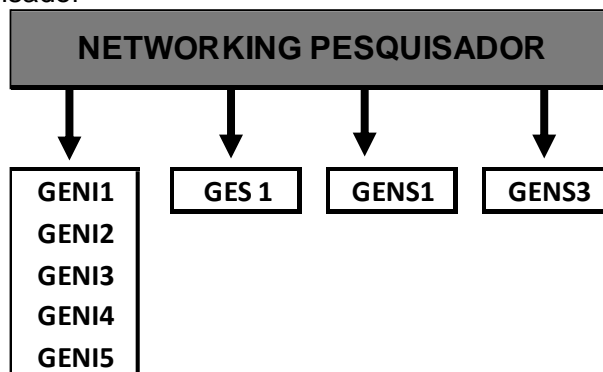 NETWORKING PESQUISADOR
GENI1
GENI2
GENI3
GENI4
GENI5
GES 1
GENS1
GENS3